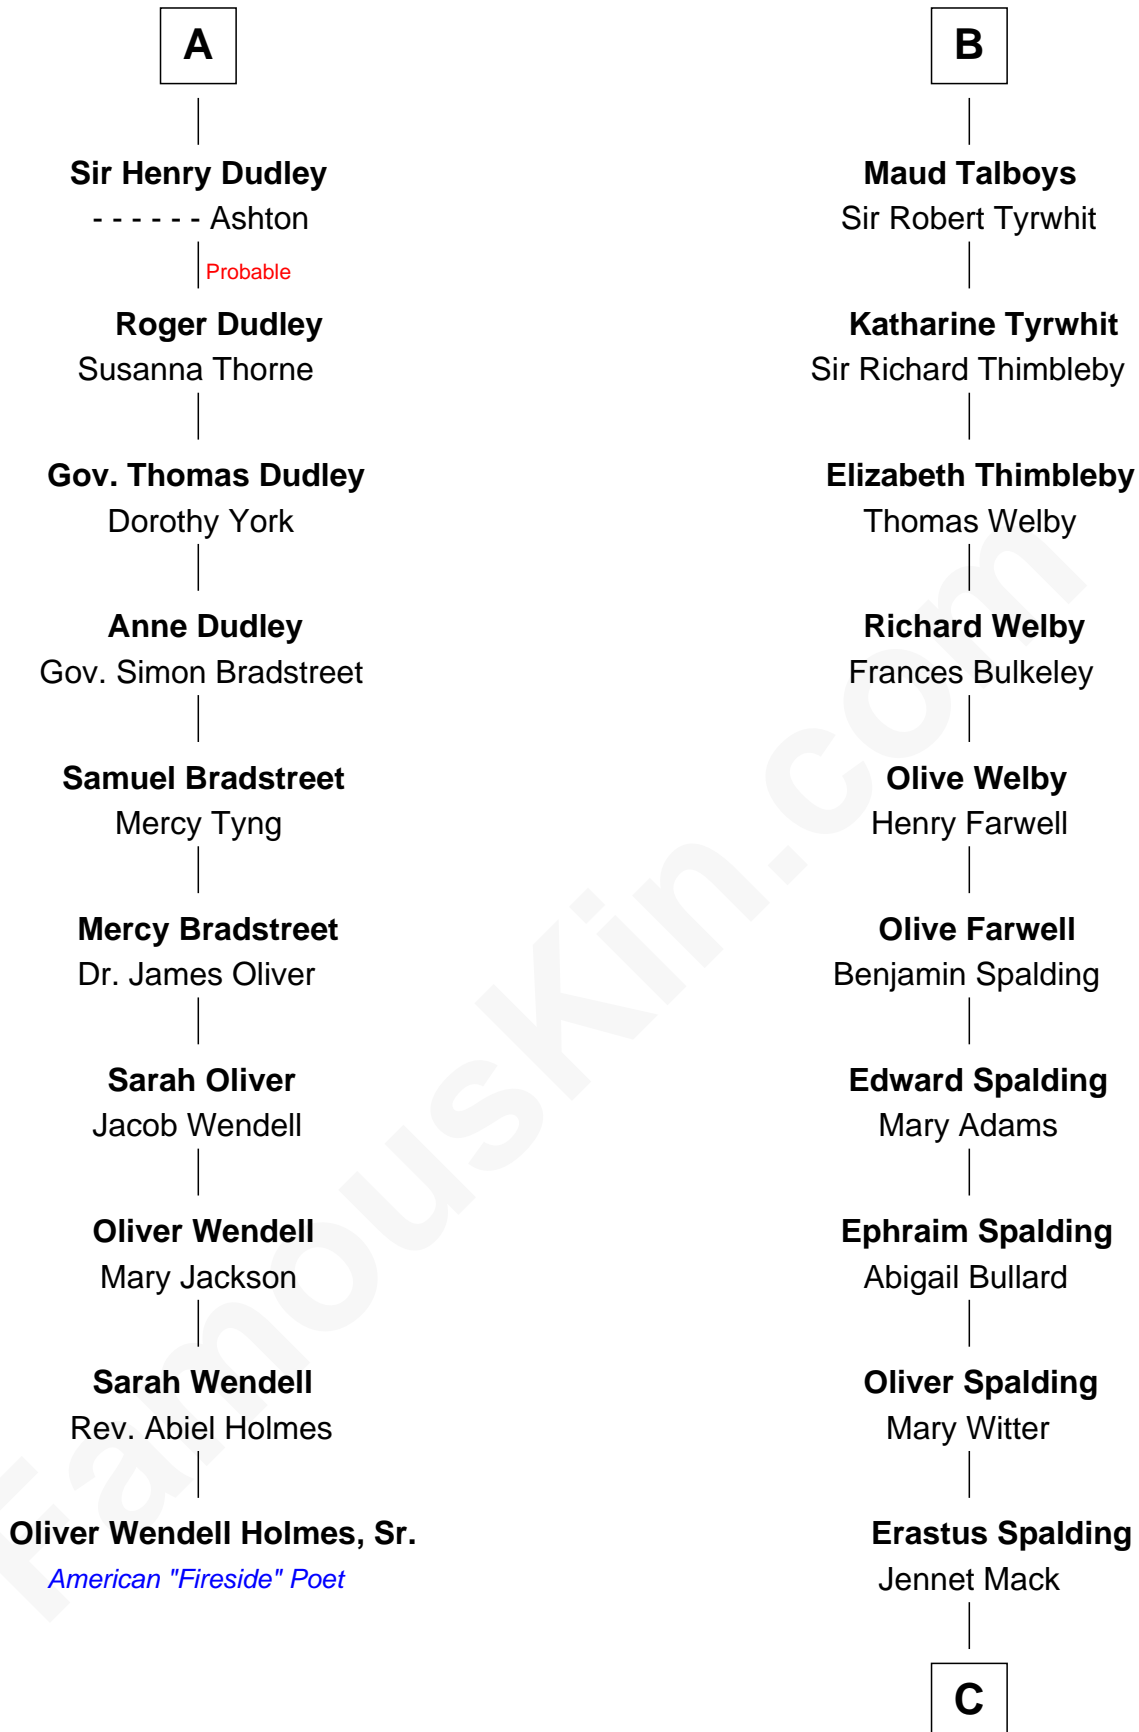 A
Sir Henry Dudley
- - - - - - Ashton
Probable
Roger Dudley
Susanna Thorne
Gov. Thomas Dudley
Dorothy York
Anne Dudley
Gov. Simon Bradstreet
Samuel Bradstreet
Mercy Tyng
Mercy Bradstreet
Dr. James Oliver
Sarah Oliver
Jacob Wendell
Oliver Wendell
Mary Jackson
Sarah Wendell
Rev. Abiel Holmes
Oliver Wendell Holmes, Sr.
American "Fireside" Poet
B
Maud Talboys
Sir Robert Tyrwhit
Katharine Tyrwhit
Sir Richard Thimbleby
Elizabeth Thimbleby
Thomas Welby
Richard Welby
Frances Bulkeley
Olive Welby
Henry Farwell
Olive Farwell
Benjamin Spalding
Edward Spalding
Mary Adams
Ephraim Spalding
Abigail Bullard
Oliver Spalding
Mary Witter
Erastus Spalding
Jennet Mack
C
FamousKin.com